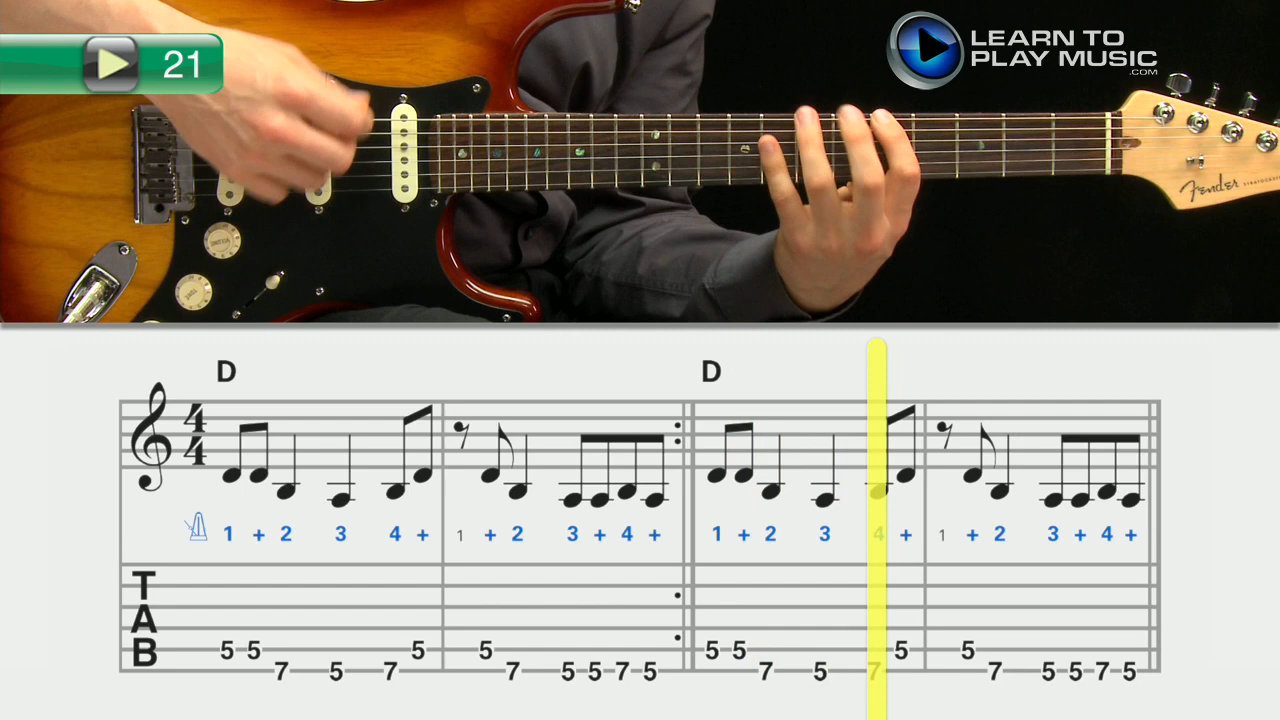 21
LEARN TO
PLAY MUSIC
.COM
Fender
D D
4 4
1 + 2 3 4 + 1 + 2 3 + 4 + 1 + 2 3 4 + 1 + 2 3 + 4 +
T
A
B
5 5 5 5 5 5 5 5
7 5 7 7 5 5 7 5 7 5 7 7 5 5 7 5